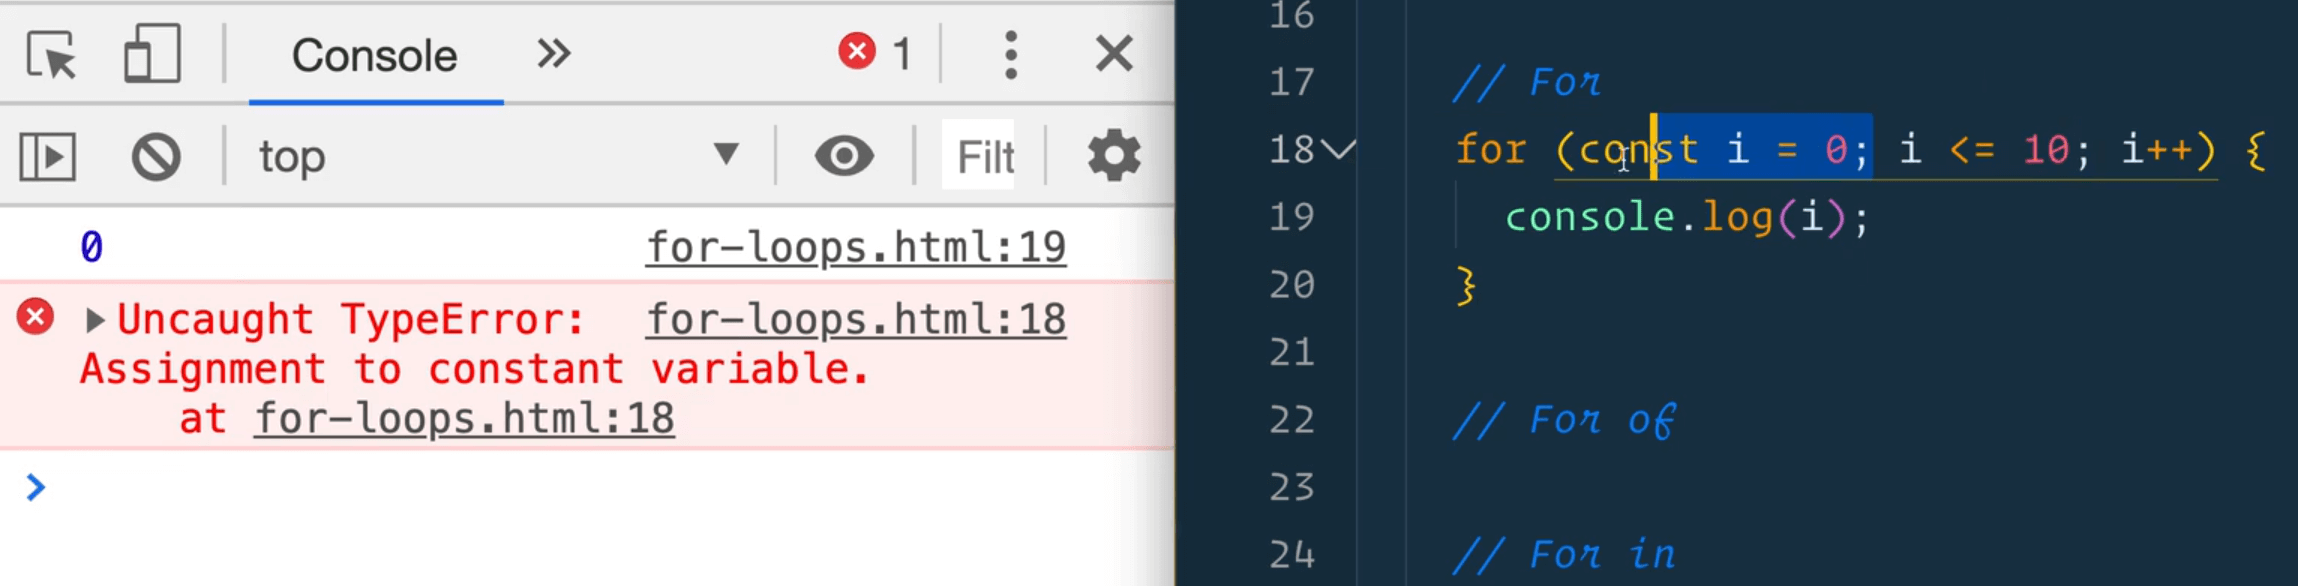 Console 1
top Filt
0 for-loops.html:19
Uncaught TypeError: for-loops.html:18
Assignment to constant variable.
at for-loops.html:18
16
17 // For
18 for (const i = 0; i <= 10; i++) {
19 console.log(i);
20 }
21
22 // For of
23
24 // For in